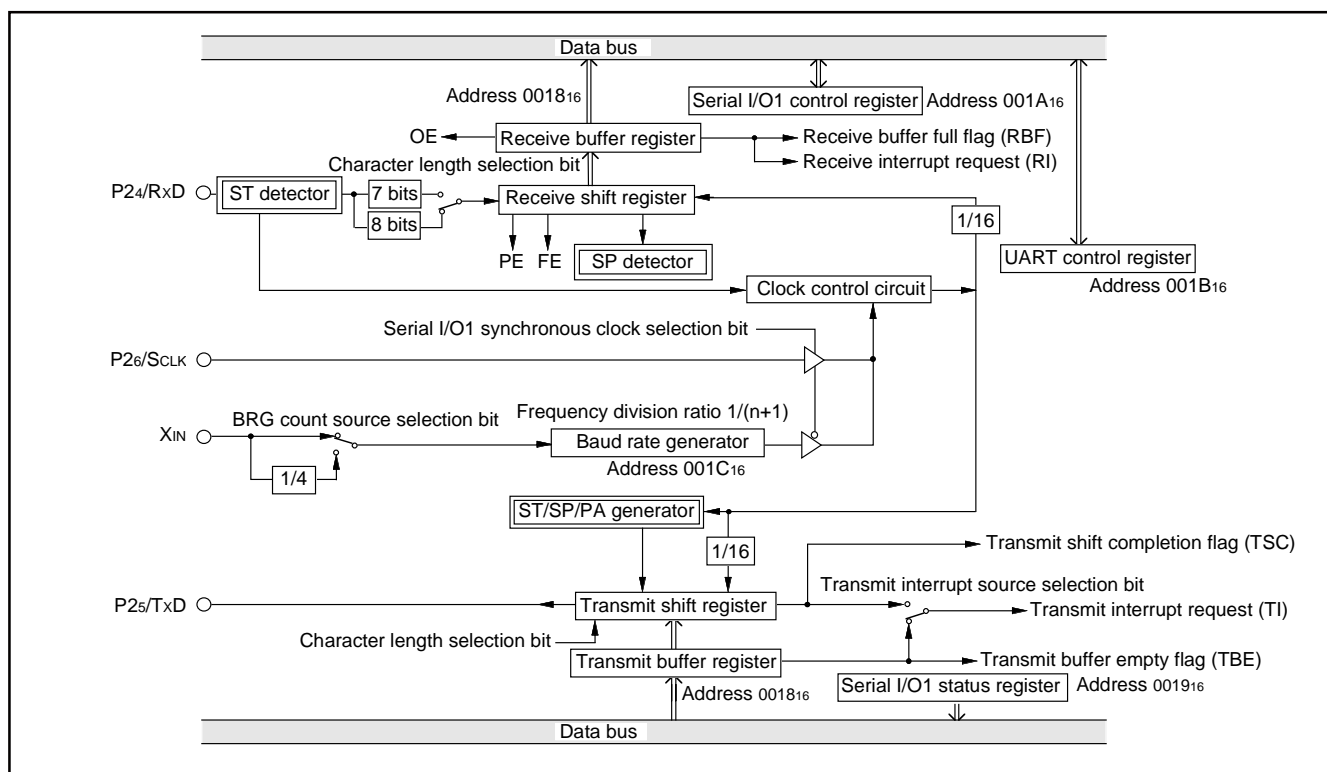 Data bus
Address 001816
Serial I/O1 control register
Address 001A16
OE
Receive buffer register
Receive buffer full flag (RBF)
Receive interrupt request (RI)
Character length selection bit
P24/RXD
ST detector
7 bits
8 bits
Receive shift register
1/16
PE
FE
SP detector
UART control register
Address 001B16
Clock control circuit
Serial I/O1 synchronous clock selection bit
P26/SCLK
XIN
BRG count source selection bit
Frequency division ratio 1/(n+1)
Baud rate generator
Address 001C16
1/4
ST/SP/PA generator
1/16
Transmit shift completion flag (TSC)
Transmit interrupt source selection bit
P25/TXD
Transmit shift register
Transmit interrupt request (TI)
Character length selection bit
Transmit buffer register
Transmit buffer empty flag (TBE)
Address 001816
Serial I/O1 status register
Address 001916
Data bus